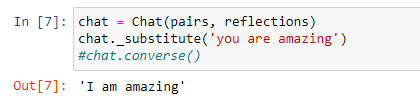 In [7]: chat = Chat(pairs, reflections)
chat._substitute('you are amazing')
#chat.converse()
Out[7]: 'I am amazing'